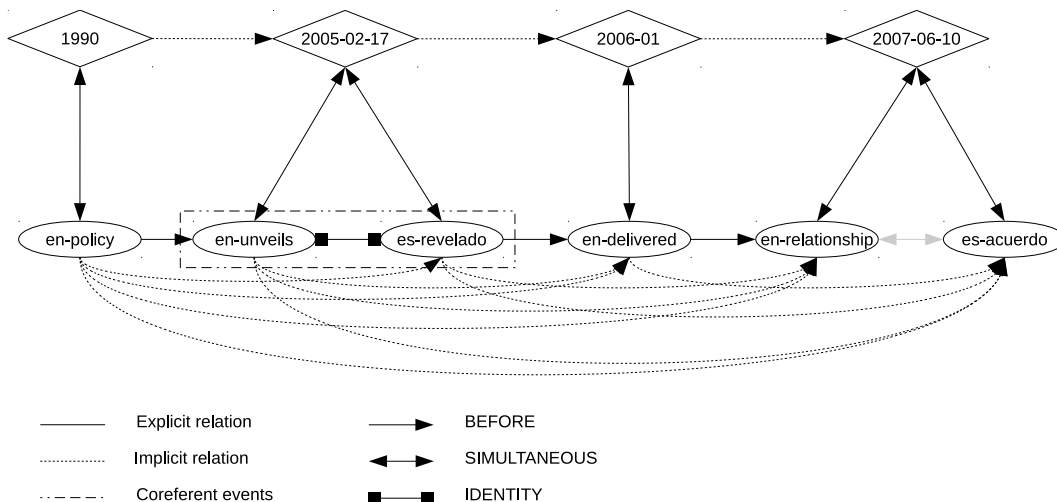 1990 2005-02-17 2006-01 2007-06-10
en-policy en-unveils es-revelado en-delivered en-relationship es-acuerdo
Explicit relation BEFORE
Implicit relation SIMULTANEOUS
Coreferent events IDENTITY